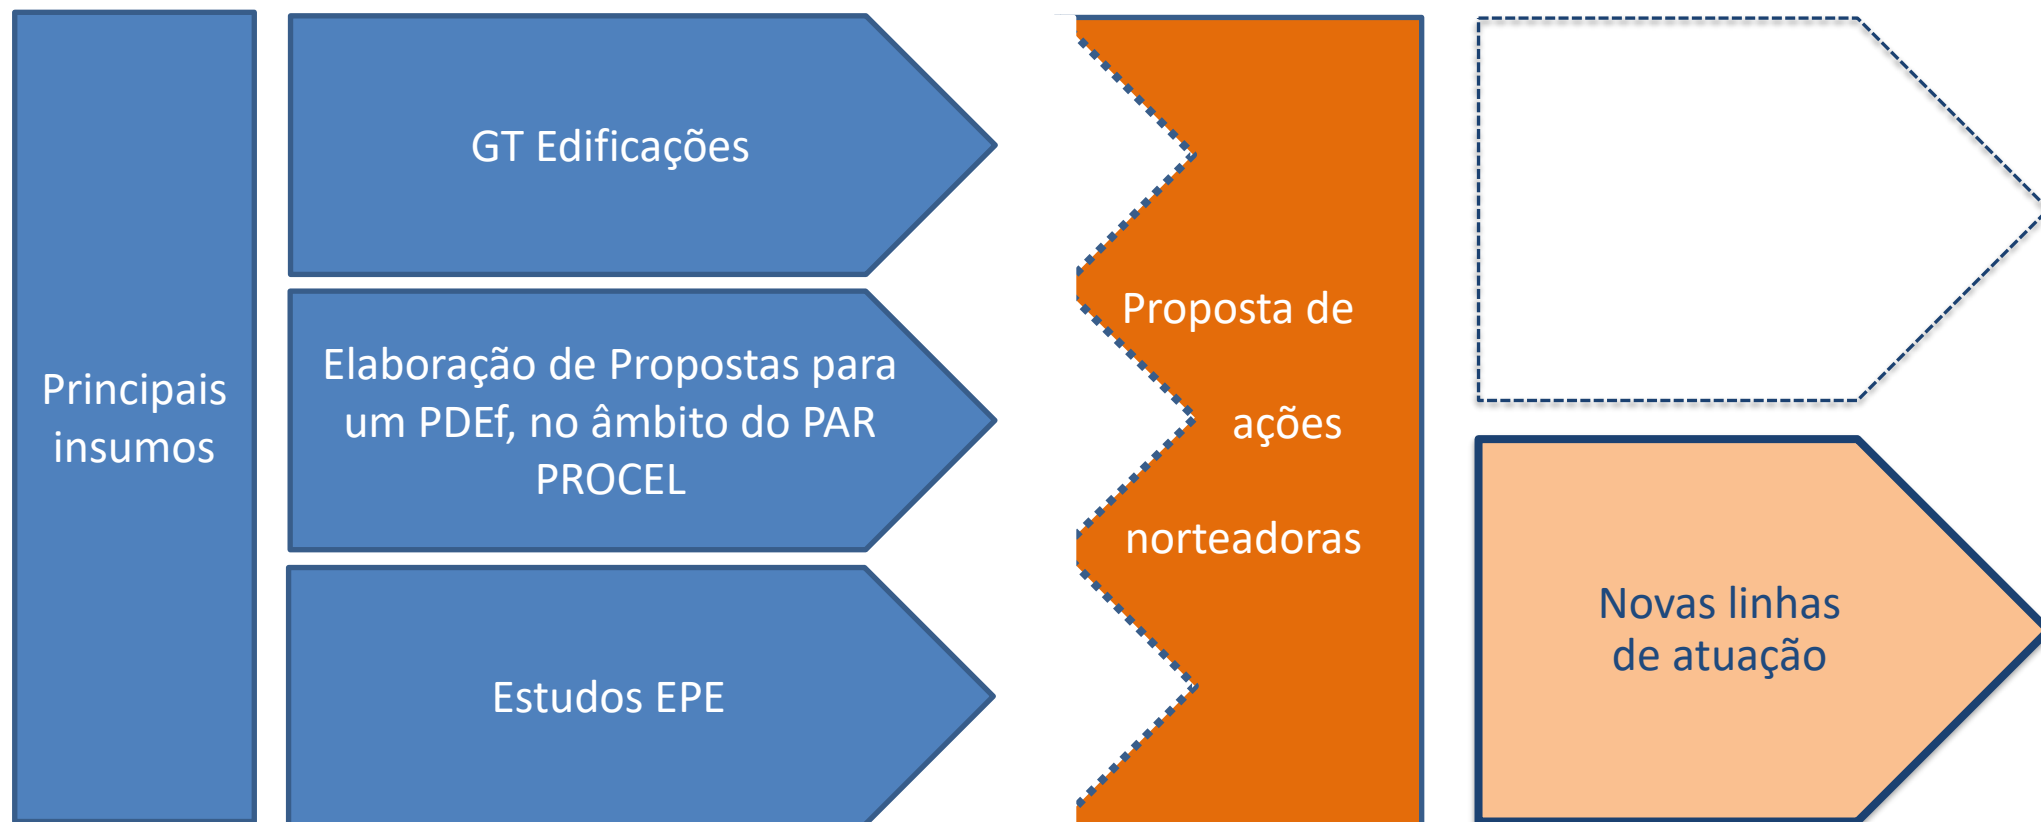 Principais
insumos
GT Edificações
Elaboração de Propostas para
um PDEf, no âmbito do PAR
PROCEL
Estudos EPE
Proposta de
ações
norteadoras
Novas linhas
de atuação